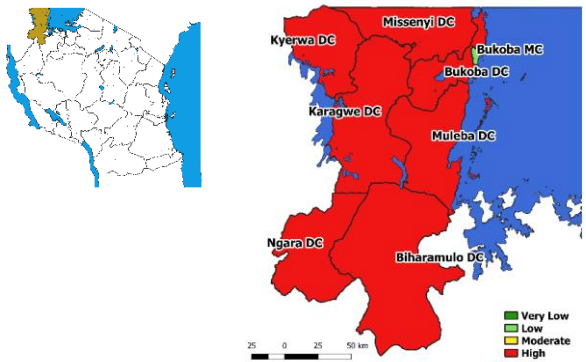 Missenyi DC
Kyerwa DC
Bukoba MC
Bukoba DC
Karagwe DC
Muleba DC
Ngara DC
Biharamulo DC
Very Low
Low
Moderate
High
25 0 25 50 km